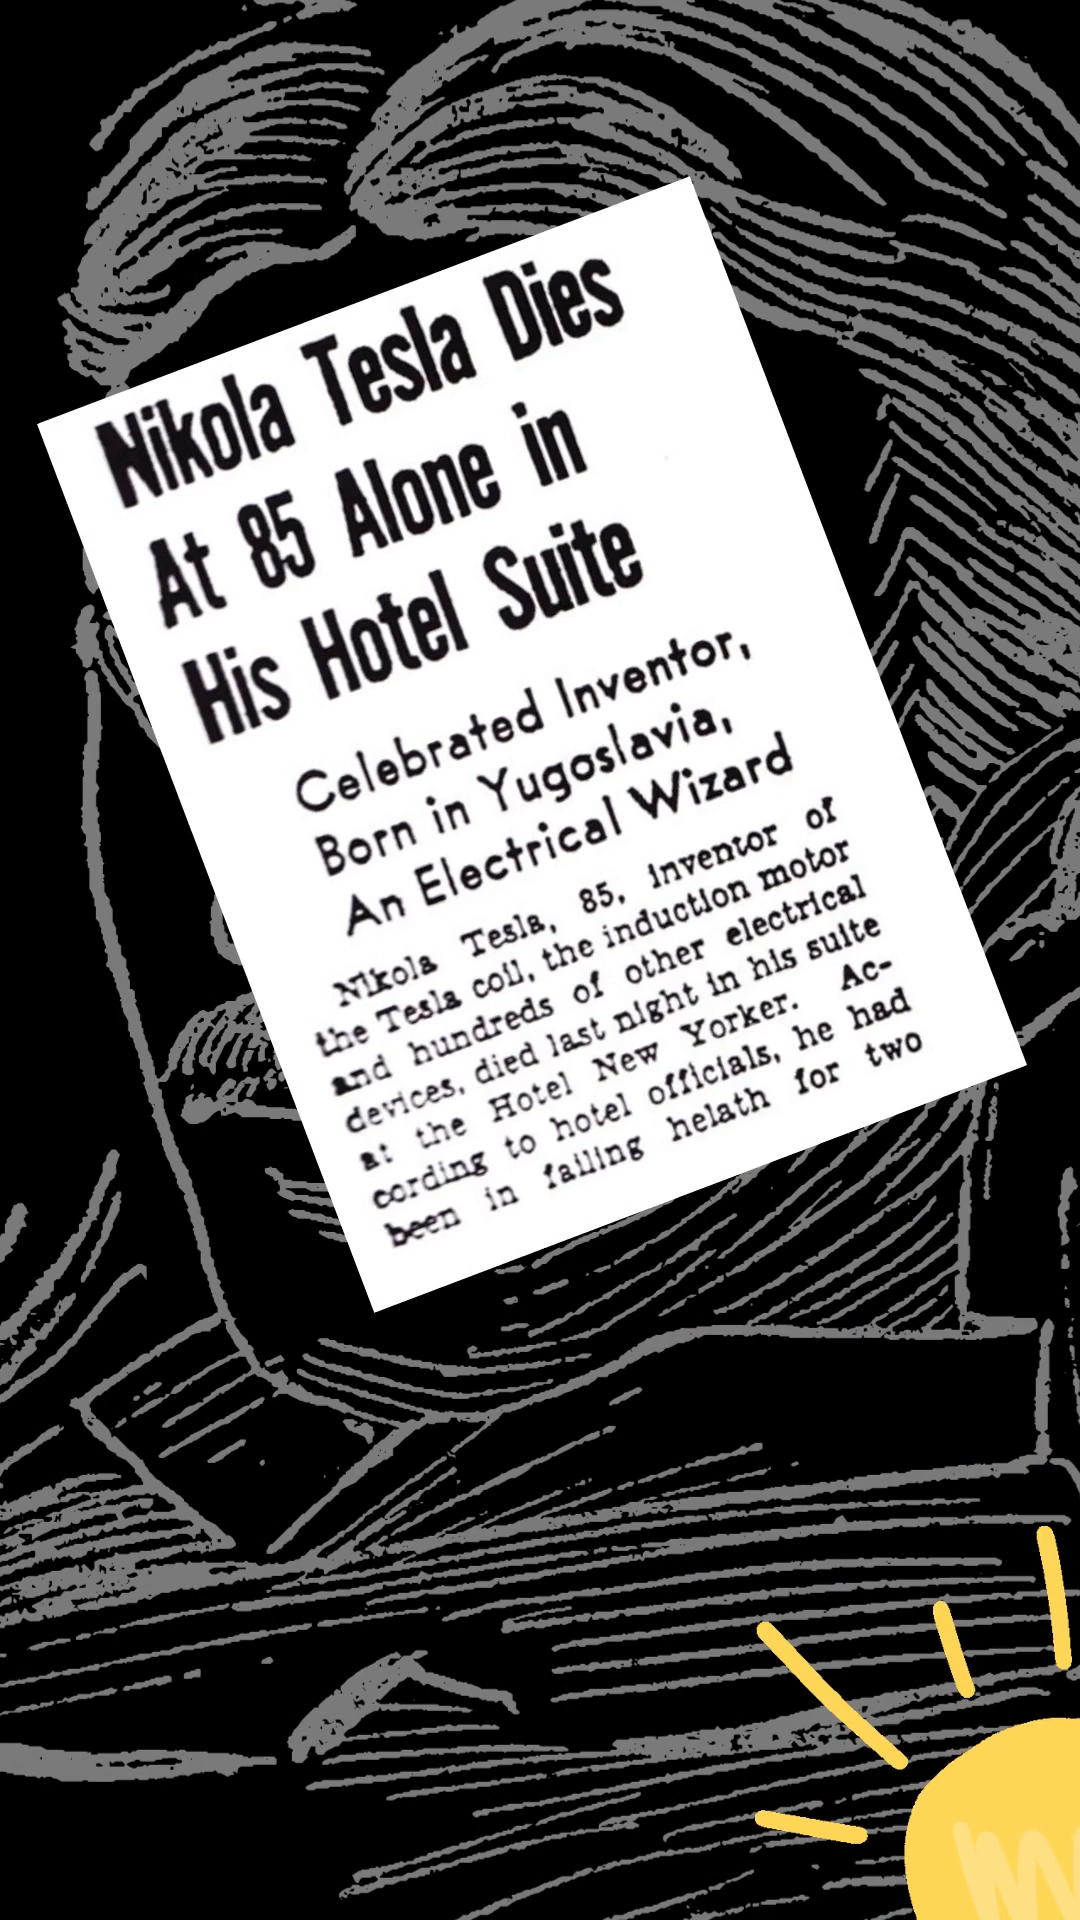 Nikola Tesla Dies
At 85 Alone in
His Hotel Suite
Celebrated Inventor,
Born in Yugoslavia,
An Electrical Wizard
Nikola Tesla, 85, inventor of
the Tesla coil, the induction motor
and hundreds of other electrical
devices, died last night in his suite
at the Hotel New Yorker. Ac-
cording to hotel officials, he had
been in failing helath for two